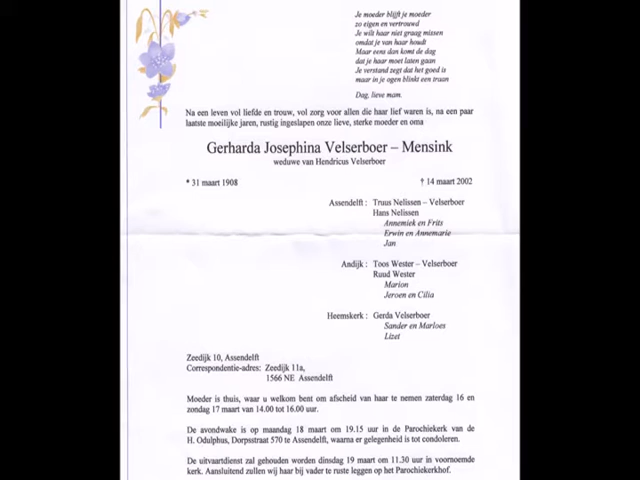 Je moeder blijft je moeder
zo eigen en vertrouwd
Je wilt haar niet graag missen
omdat je van haar houdt
Maar eens dan komt de dag
dat je haar moet laten gaan
Je verstand zegt dat het goed is
maar in je ogen blinkt een traan
Dag, lieve mam.
Na een leven vol liefde en trouw, vol zorg voor allen die haar lief waren is, na een paar
laatste moeilijke jaren, rustig ingeslapen onze lieve, sterke moeder en oma
Gerharda Josephina Velserboer – Mensink
weduwe van Hendricus Velserboer
* 31 maart 1908 † 14 maart 2002
Assendelft : Truus Nelissen – Velserboer
Hans Nelissen
Annemiek en Frits
Erwin en Annemarie
Jan
Andijk : Toos Wester – Velserboer
Ruud Wester
Marion
Jeroen en Cilia
Heemskerk : Gerda Velserboer
Sander en Marloes
Lizet
Zeedijk 10, Assendelft
Correspondentie-adres: Zeedijk 11a,
1566 NE Assendelft
Moeder is thuis, waar u welkom bent om afscheid van haar te nemen zaterdag 16 en
zondag 17 maart van 14.00 tot 16.00 uur.
De avondwake is op maandag 18 maart om 19.15 uur in de Parochiekerk van de
H. Odulphus, Dorpsstraat 570 te Assendelft, waarna er gelegenheid is tot condoleren.
De uitvaartdienst zal gehouden worden dinsdag 19 maart om 11.30 uur in voornoemde
kerk. Aansluitend zullen wij haar bij vader te ruste leggen op het Parochiekerkhof.